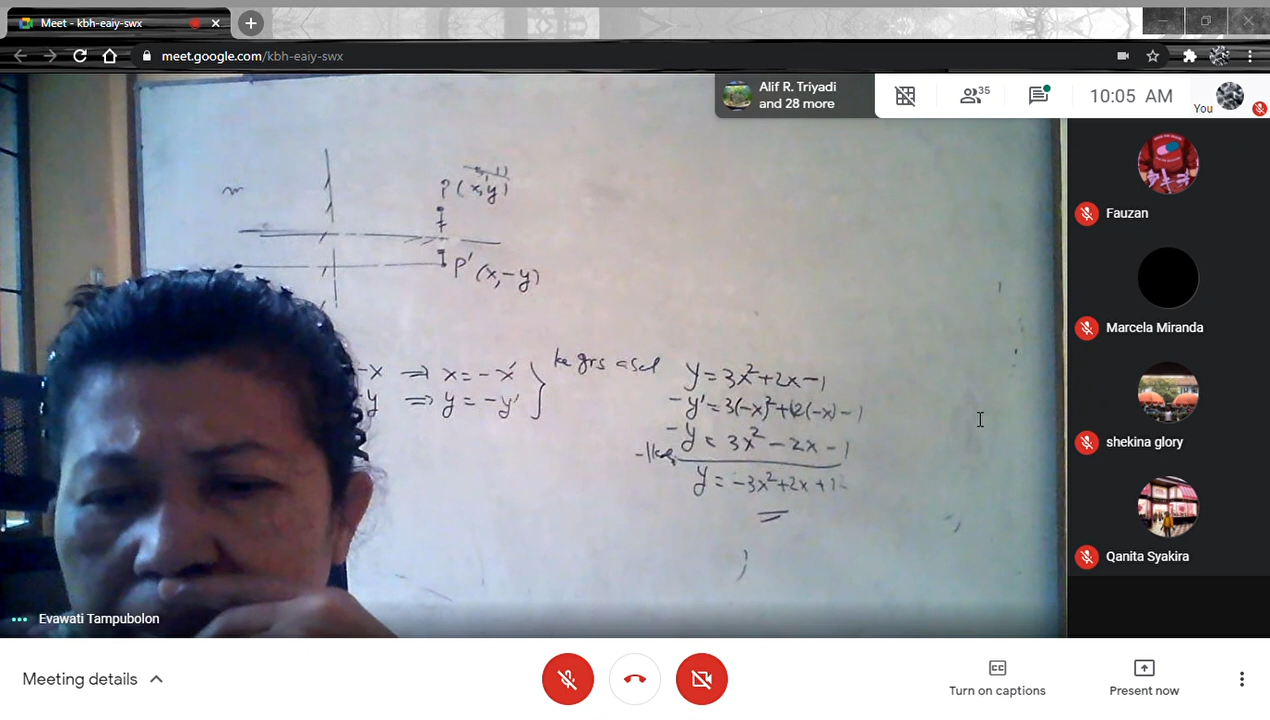 Meet - kbh-eaiy-swx
meet.google.com/kbh-eaiy-swx
Alif R. Triyadi
and 28 more
35
10:05 AM
You
P(x,y)
P'(x,-y)
-x ⇒ x = -x'
-y ⇒ y = -y'
ke grs asal
y = 3x²+2x-1
-y' = 3(-x)²+(2(-x)-1
-y = 3x²-2x-1
y = -3x²+2x+1
Fauzan
Marcela Miranda
shekina glory
Qanita Syakira
Evawati Tampubolon
Meeting details
Turn on captions
Present now